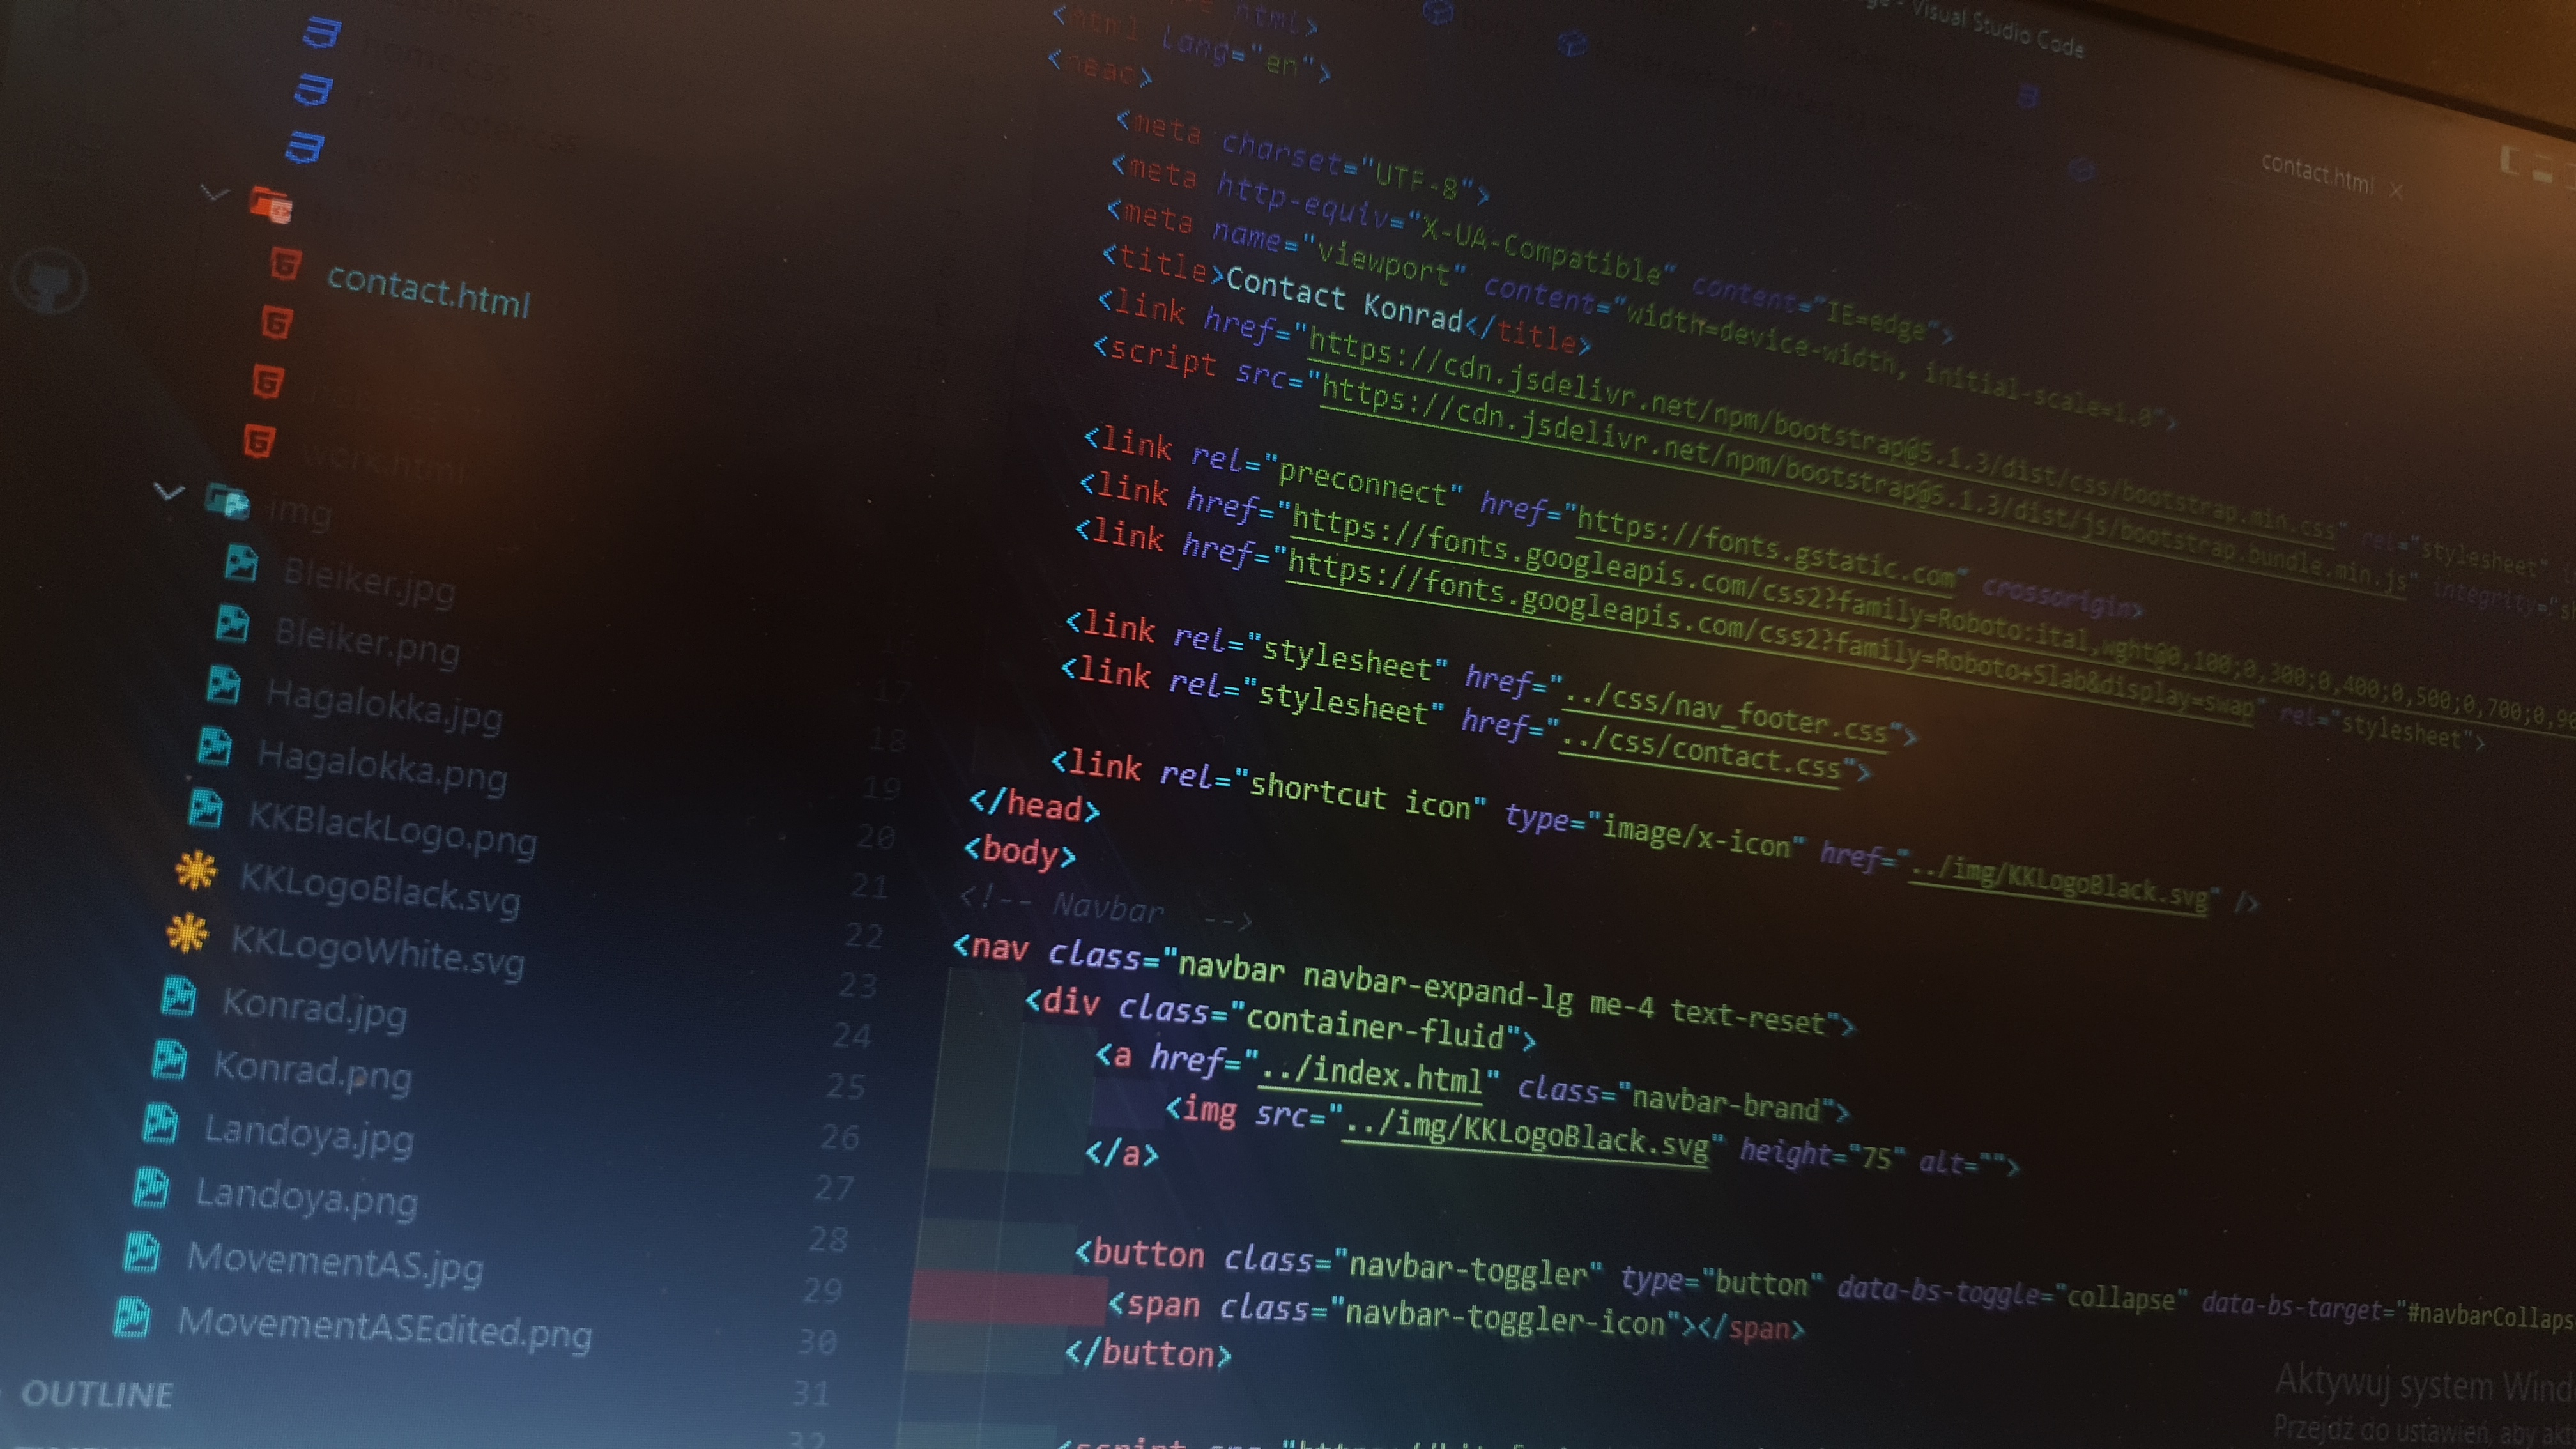 Visual Studio Code
contact.html
home.css
contact.html
work.html
img
Bleiker.jpg
Bleiker.png
Hagalokka.jpg
Hagalokka.png
KKBlackLogo.png
KKLogoBlack.svg
KKLogoWhite.svg
Konrad.jpg
Konrad.png
Landoya.jpg
Landoya.png
MovementAS.jpg
MovementASEdited.png
OUTLINE
html>
<html lang="en">
<head>
<meta charset="UTF-8">
<meta http-equiv="X-UA-Compatible" content="IE=edge">
<meta name="viewport" content="width=device-width, initial-scale=1.0">
<title>Contact Konrad</title>
<link href="https://cdn.jsdelivr.net/npm/bootstrap@5.1.3/dist/css/bootstrap.min.css" rel="stylesheet"
<script src="https://cdn.jsdelivr.net/npm/bootstrap@5.1.3/dist/js/bootstrap.bundle.min.js" integrity="s
<link rel="preconnect" href="https://fonts.gstatic.com" crossorigin>
<link href="https://fonts.googleapis.com/css2?family=Roboto:ital,wght@0,100;0,300;0,400;0,500;0,700;0,9
<link href="https://fonts.googleapis.com/css2?family=Roboto+Slab&display=swap" rel="stylesheet">
<link rel="stylesheet" href="../css/nav_footer.css">
17 <link rel="stylesheet" href="../css/contact.css">
18
19 <link rel="shortcut icon" type="image/x-icon" href="../img/KKLogoBlack.svg" />
20 </head>
21 <body>
22 <!-- Navbar -->
23 <nav class="navbar navbar-expand-lg me-4 text-reset">
24 <div class="container-fluid">
25 <a href="../index.html" class="navbar-brand">
26 <img src="../img/KKLogoBlack.svg" height="75" alt="">
27 </a>
28
29 <button class="navbar-toggler" type="button" data-bs-toggle="collapse" data-bs-target="#navbarCollaps
30 <span class="navbar-toggler-icon"></span>
31 </button>
32
Aktywuj system Wind
Przejdź do ustawień, aby ak